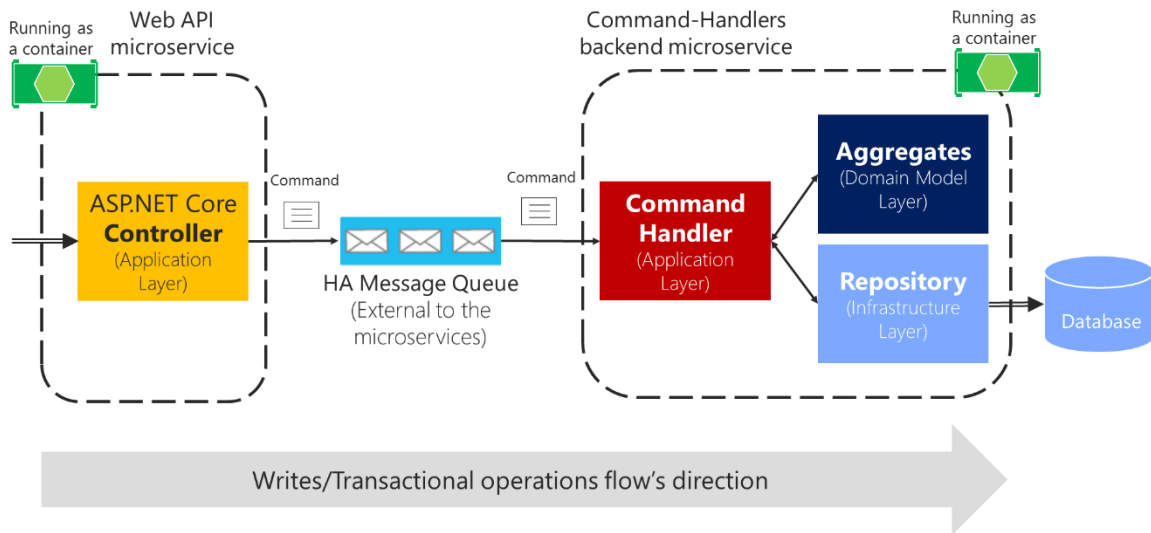 Running as
a container
Web API
microservice
Command-Handlers
backend microservice
Running as
a container
ASP.NET Core
Controller
(Application
Layer)
Command
HA Message Queue
(External to the
microservices)
Command
Command
Handler
(Application
Layer)
Aggregates
(Domain Model
Layer)
Repository
(Infrastructure
Layer)
Database
Writes/Transactional operations flow's direction